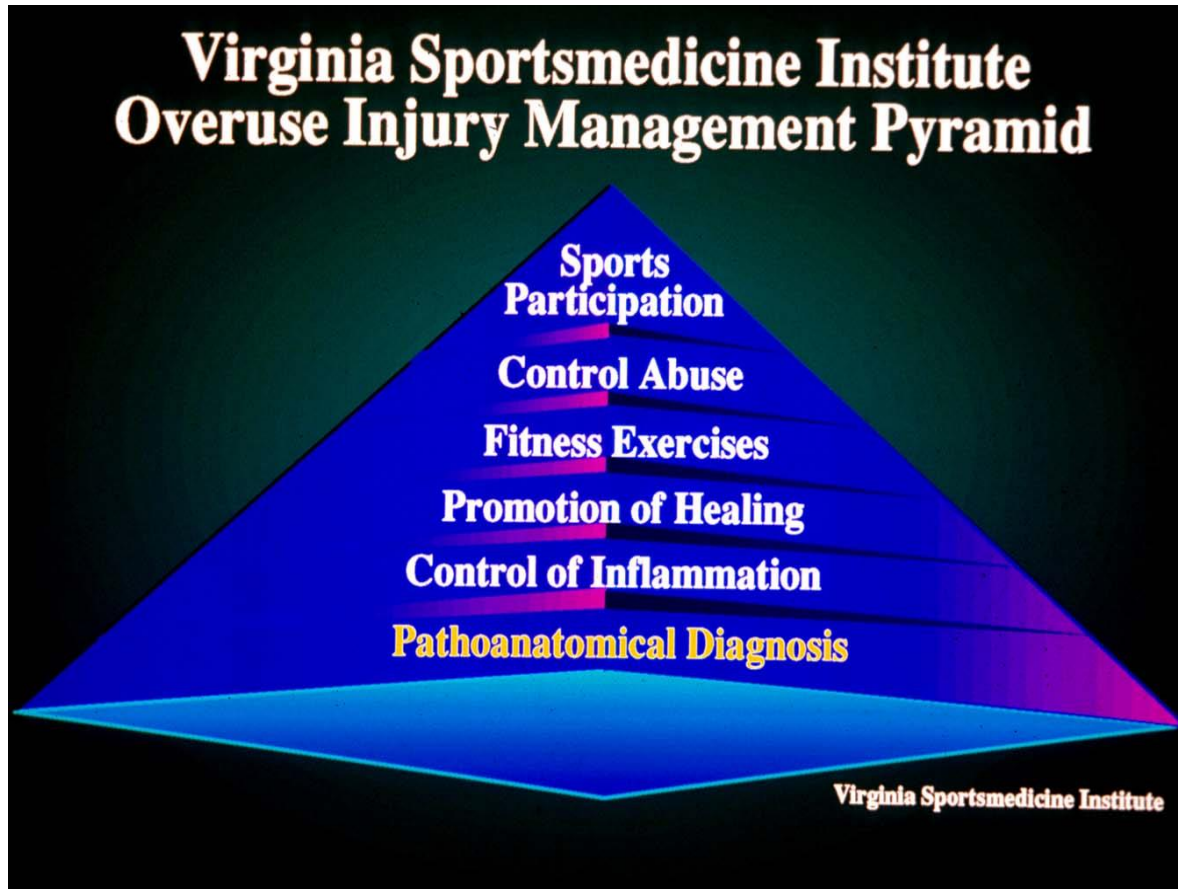 Virginia Sportsmedicine Institute
Overuse Injury Management Pyramid
Sports
Participation
Control Abuse
Fitness Exercises
Promotion of Healing
Control of Inflammation
Pathoanatomical Diagnosis
Virginia Sportsmedicine Institute